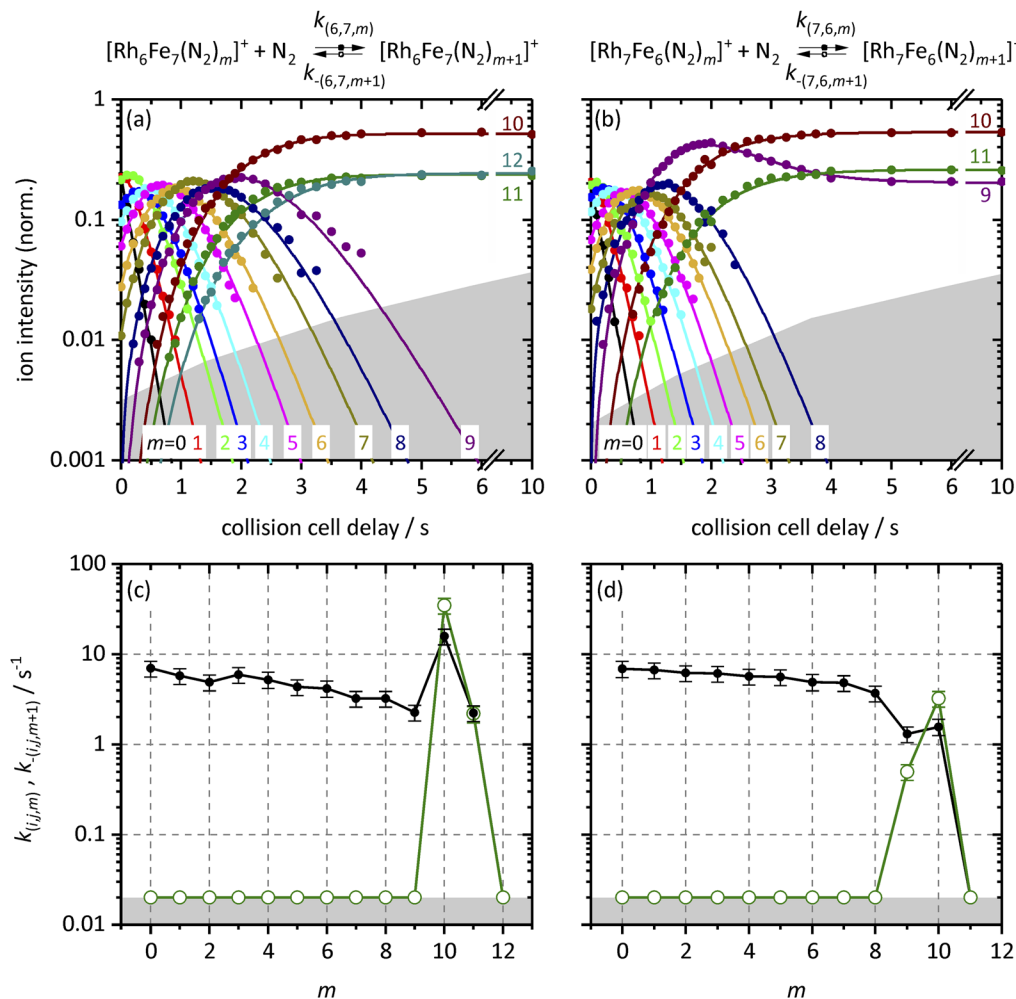 k(6,7,m)
[Rh6Fe7(N2)m]+ + N2 ⇌ [Rh6Fe7(N2)m+1]+
k-(6,7,m+1)
k(7,6,m)
[Rh7Fe6(N2)m]+ + N2 ⇌ [Rh7Fe6(N2)m+1]+
k-(7,6,m+1)
ion intensity (norm.)
1
0.1
0.01
0.001
(a)
10
12
11
m=0 1 2 3 4 5 6 7 8 9
0 1 2 3 4 5 6 10
collision cell delay / s
(b)
10
11
9
m=0 1 2 3 4 5 6 7 8
0 1 2 3 4 5 6 10
collision cell delay / s
k(i,j,m) , k-(i,j,m+1) / s-1
100
10
1
0.1
0.01
(c)
0 2 4 6 8 10 12
m
(d)
0 2 4 6 8 10 12
m